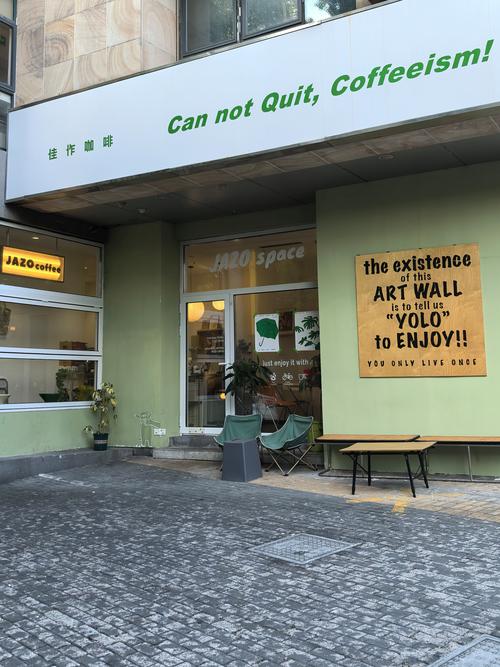 Can not Quit, Coffeeism!
佳作咖啡
JAZO coffee
JAZO space
the existence
of this
ART WALL
is to tell us
“YOLO”
to ENJOY!!
YOU ONLY LIVE ONCE
Just enjoy it with